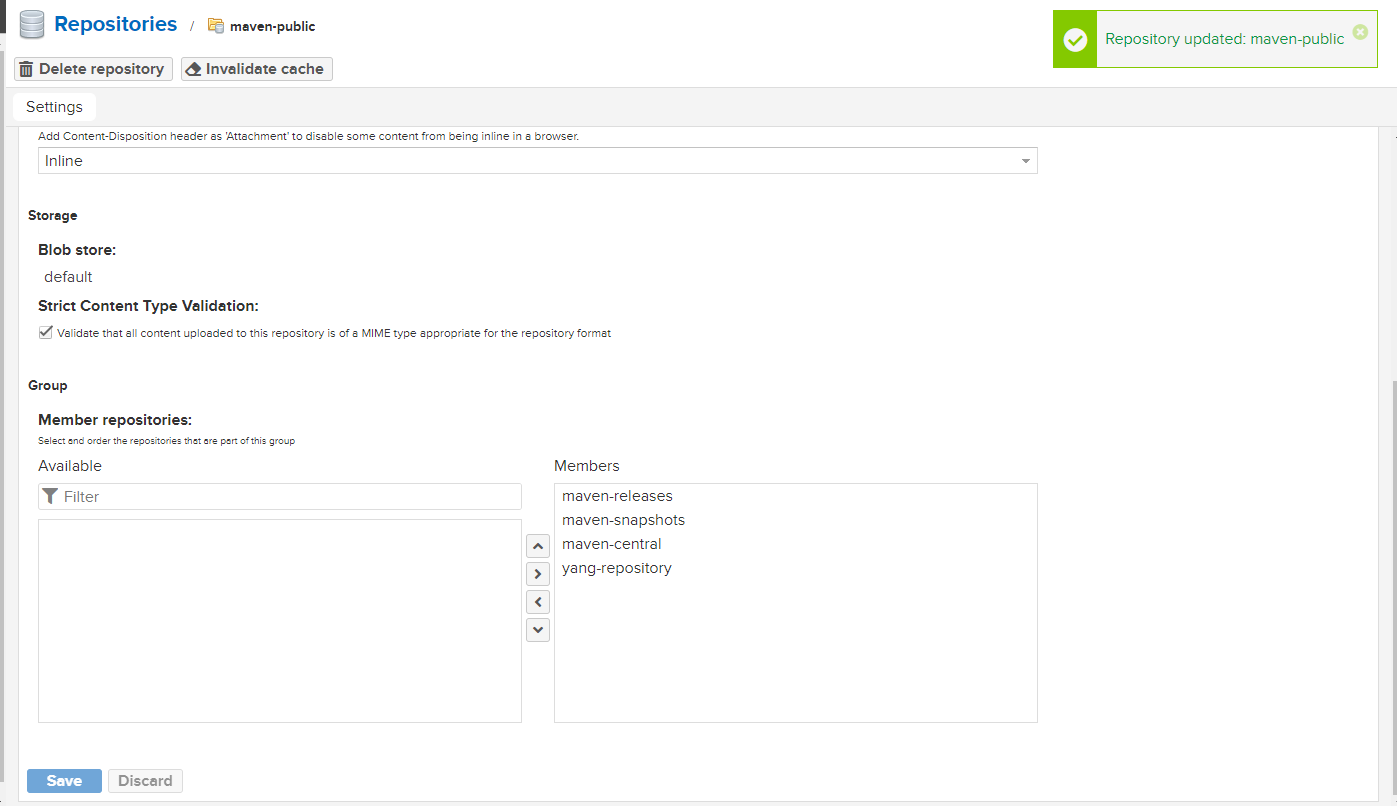 Repositories / maven-public
Repository updated: maven-public
Delete repository Invalidate cache
Settings
Add Content-Disposition header as 'Attachment' to disable some content from being inline in a browser.
Inline
Storage
Blob store:
default
Strict Content Type Validation:
Validate that all content uploaded to this repository is of a MIME type appropriate for the repository format
Group
Member repositories:
Select and order the repositories that are part of this group
Available
Filter
Members
maven-releases
maven-snapshots
maven-central
yang-repository
Save Discard